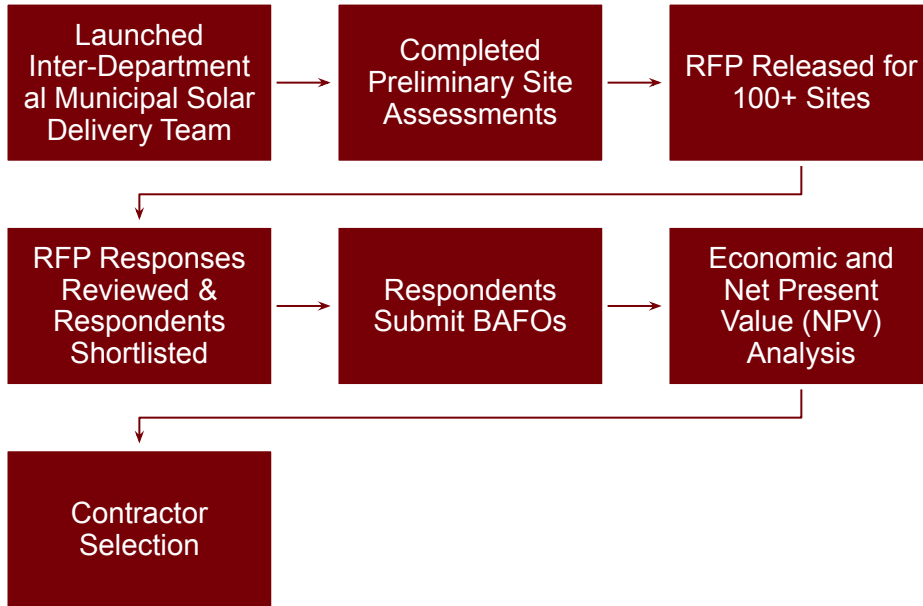 Launched
Inter-Department
al Municipal Solar
Delivery Team
Completed
Preliminary Site
Assessments
RFP Released for
100+ Sites
RFP Responses
Reviewed &
Respondents
Shortlisted
Respondents
Submit BAFOs
Economic and
Net Present
Value (NPV)
Analysis
Contractor
Selection